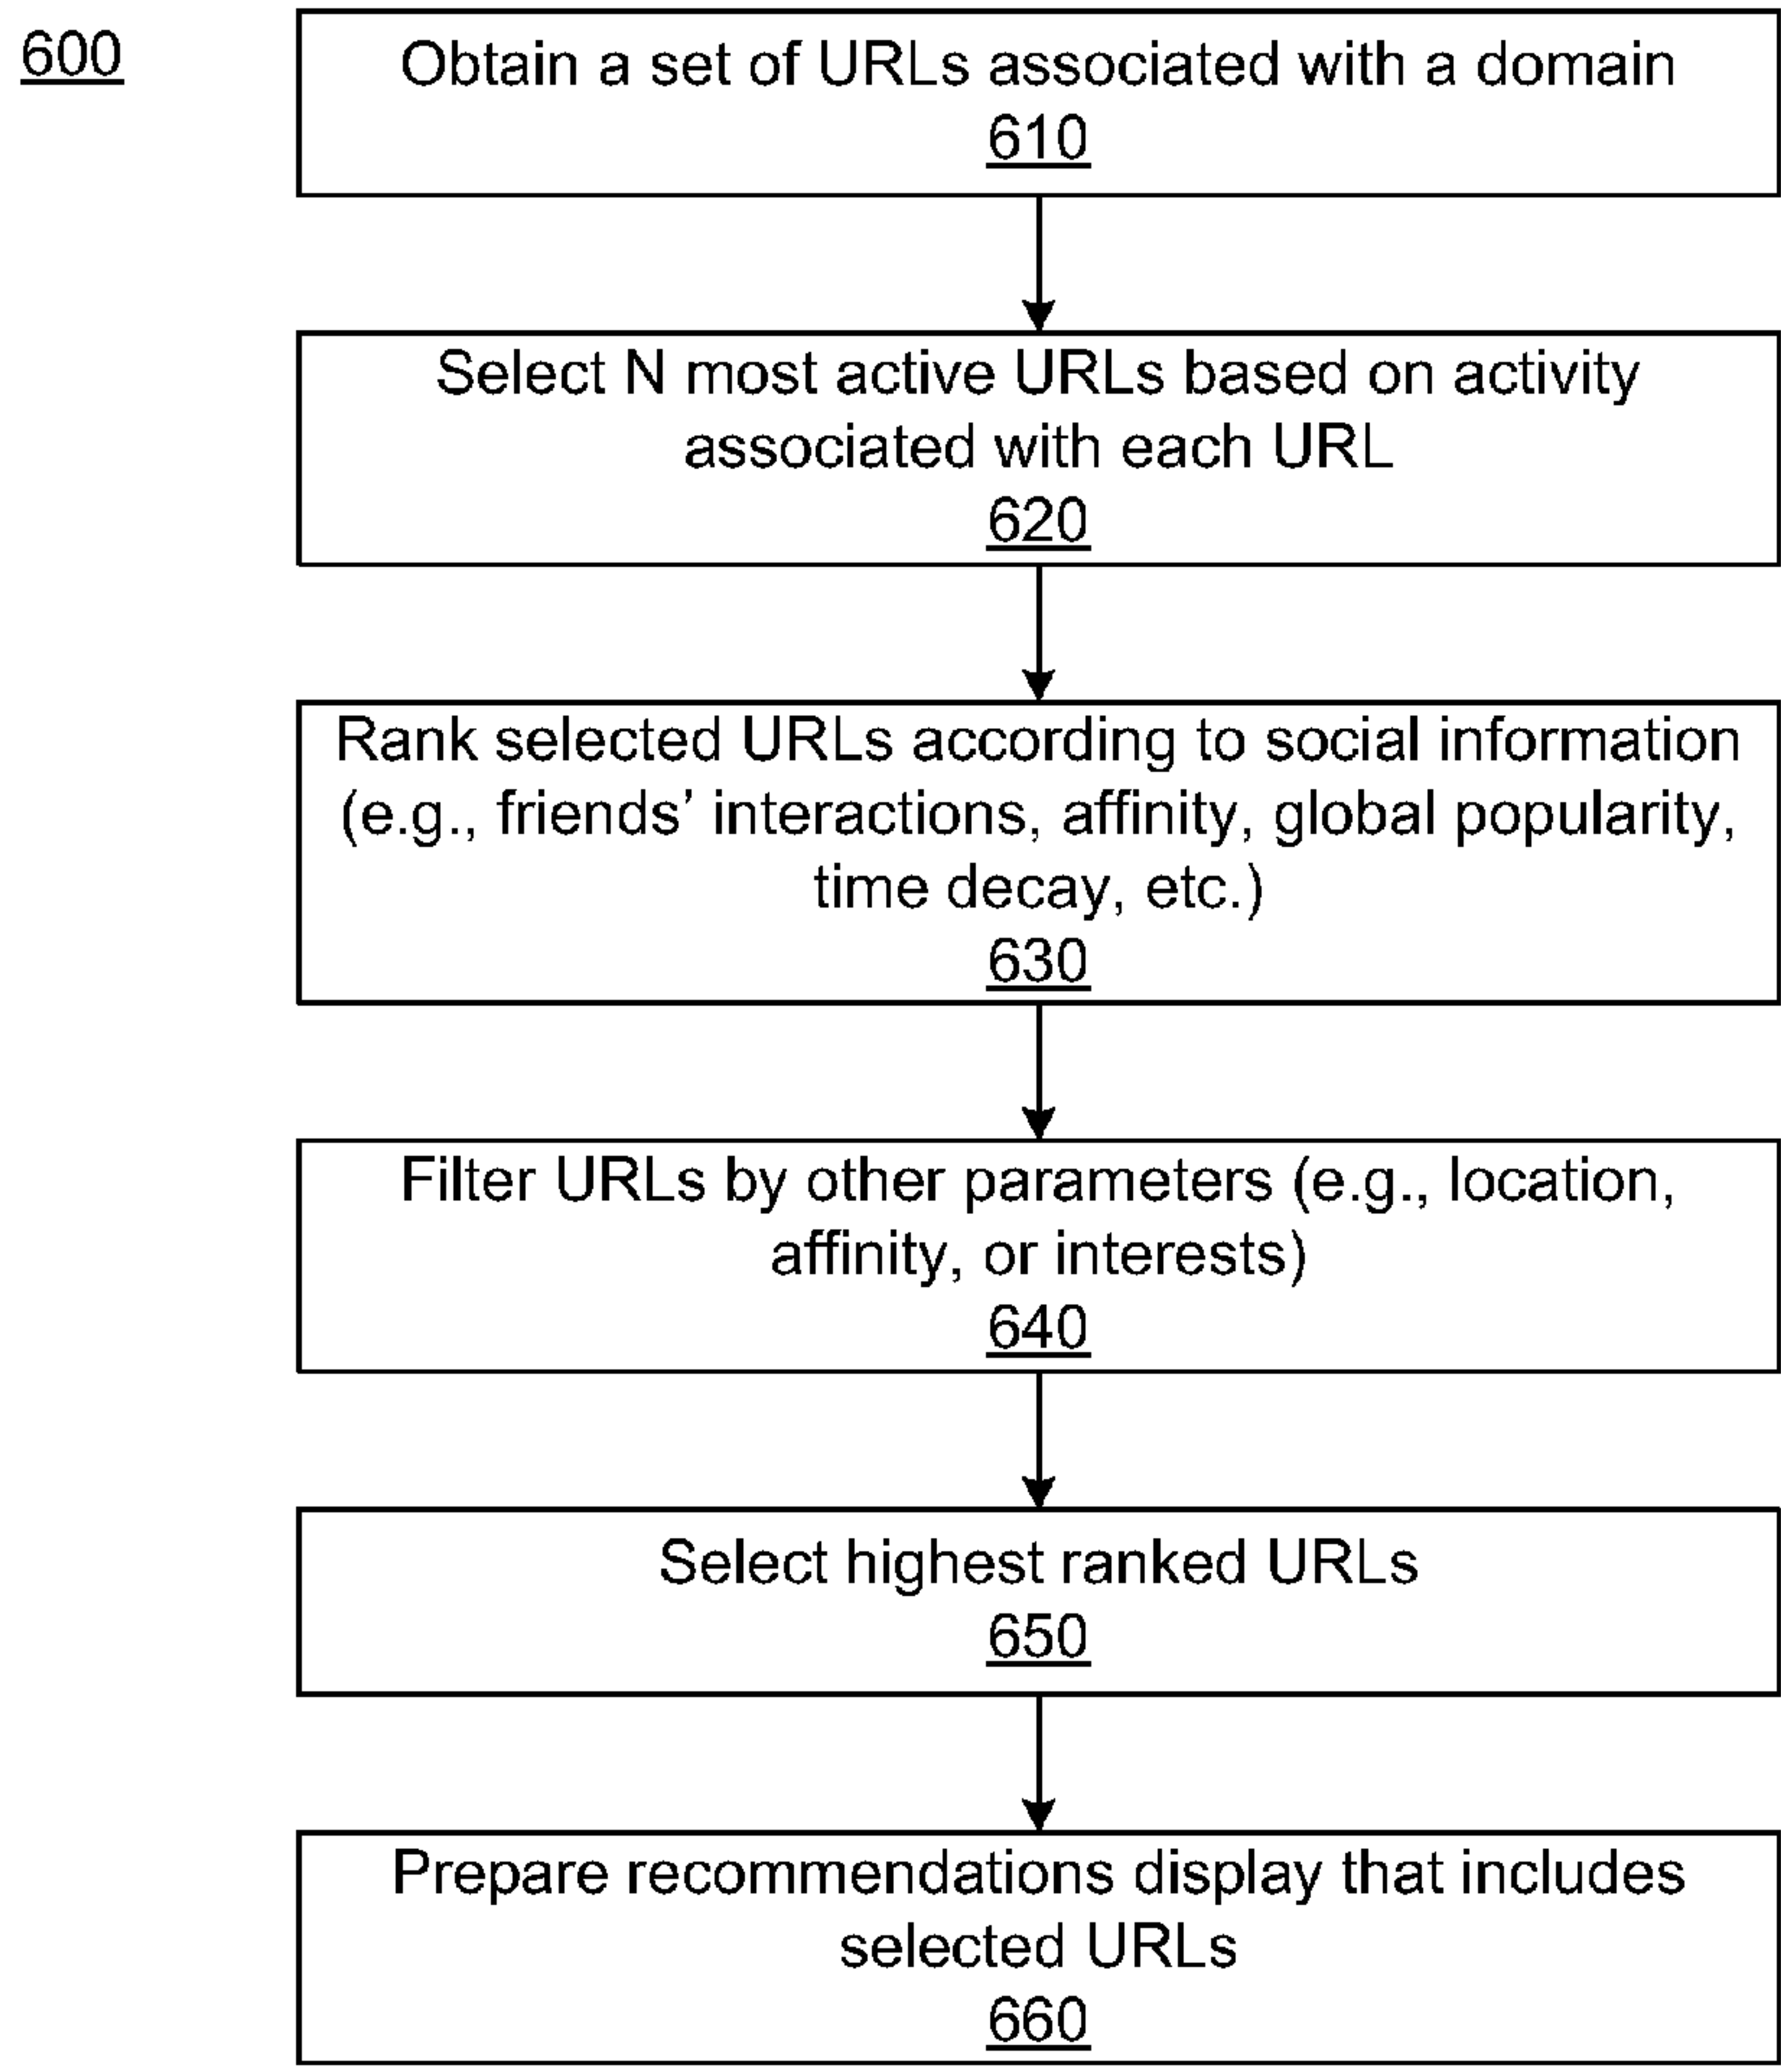 600
Obtain a set of URLs associated with a domain
610
Select N most active URLs based on activity
associated with each URL
620
Rank selected URLs according to social information
(e.g., friends’ interactions, affinity, global popularity,
time decay, etc.)
630
Filter URLs by other parameters (e.g., location,
affinity, or interests)
640
Select highest ranked URLs
650
Prepare recommendations display that includes
selected URLs
660